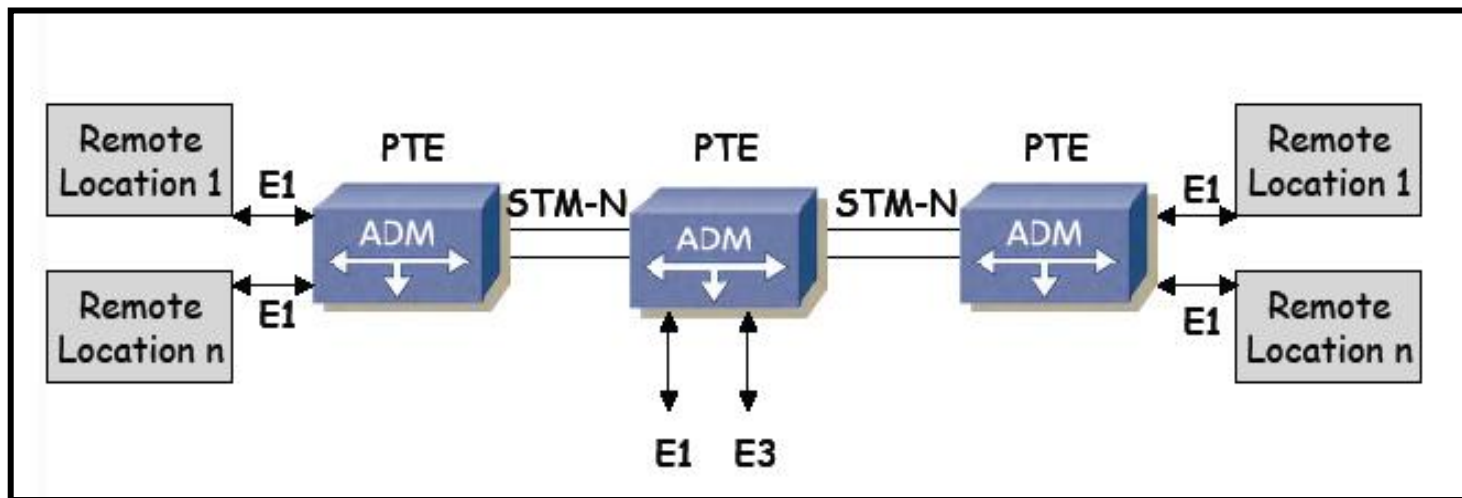 Remote
Location 1
E1
Remote
Location n
E1
PTE
ADM
STM-N
PTE
ADM
E1 E3
STM-N
PTE
ADM
E1
Remote
Location 1
E1
Remote
Location n